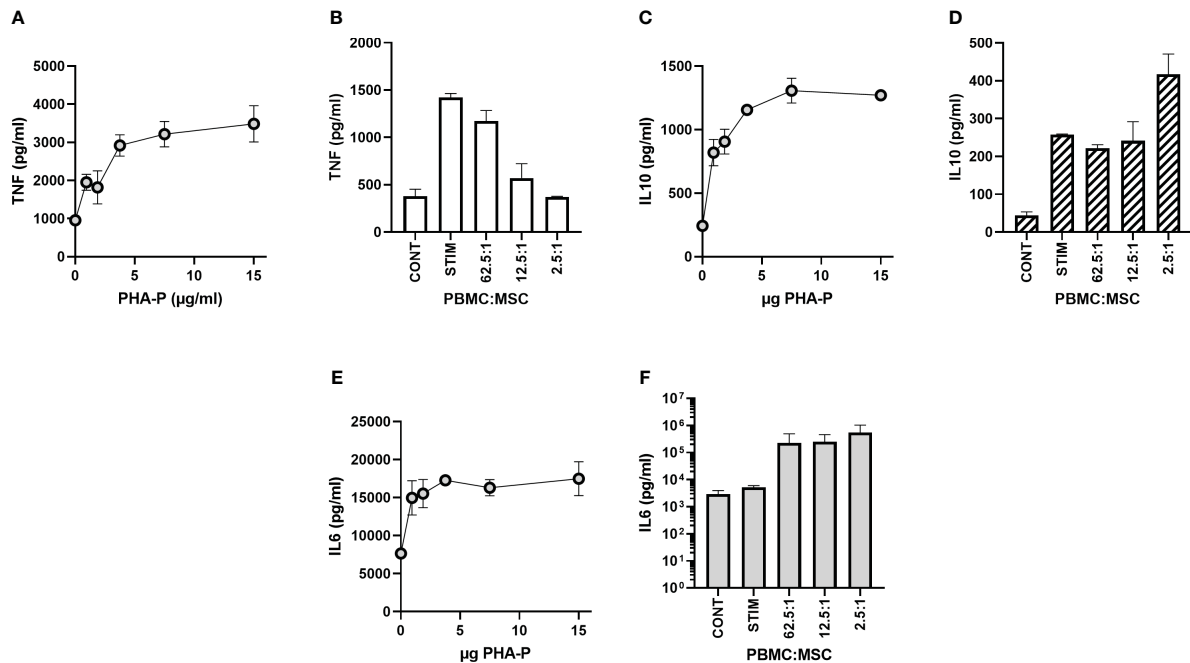 A
TNF (pg/ml)
5000
4000
3000
2000
1000
0
0 5 10 15
PHA-P (µg/ml)
B
TNF (pg/ml)
2000
1500
1000
500
0
CONT
STIM
62.5:1
12.5:1
2.5:1
PBMC:MSC
C
IL10 (pg/ml)
1500
1000
500
0
0 5 10 15
µg PHA-P
D
IL10 (pg/ml)
500
400
300
200
100
0
CONT
STIM
62.5:1
12.5:1
2.5:1
PBMC:MSC
E
IL6 (pg/ml)
25000
20000
15000
10000
5000
0
0 5 10 15
µg PHA-P
F
IL6 (pg/ml)
10⁷
10⁶
10⁵
10⁴
10³
10²
10¹
10⁰
CONT
STIM
62.5:1
12.5:1
2.5:1
PBMC:MSC